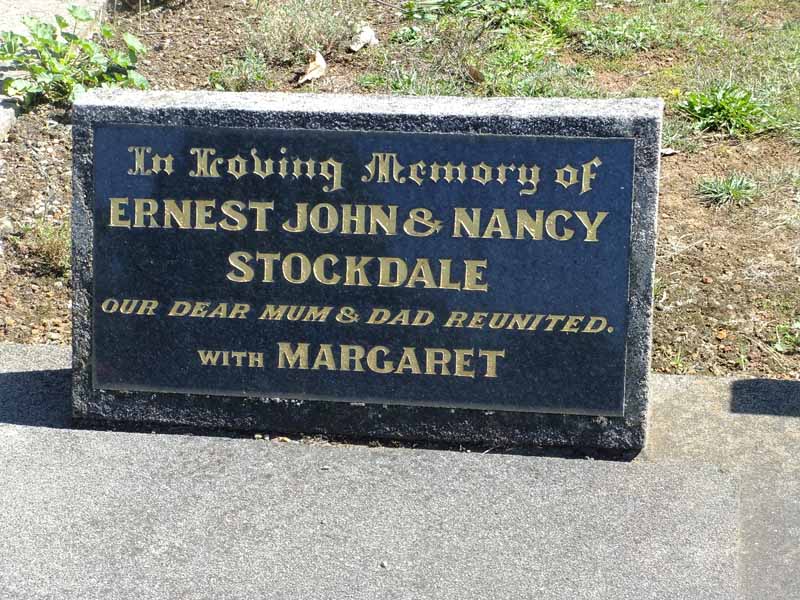 In Loving Memory of
ERNEST JOHN & NANCY
STOCKDALE
OUR DEAR MUM & DAD REUNITED.
WITH MARGARET